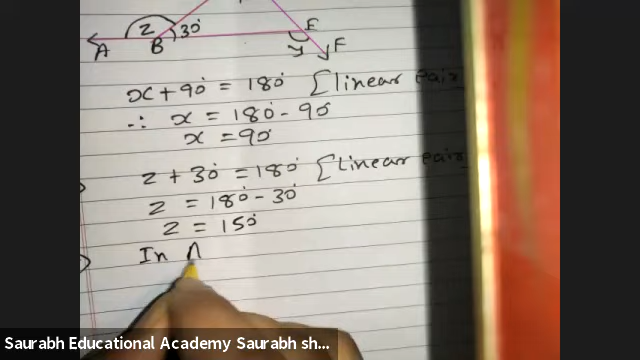 z 30°
A B E
y F
x + 90° = 180° [linear pair
∴ x = 180° - 90°
x = 90°
z + 30° = 180° [Linear pair
z = 180° - 30°
z = 150°
In
Saurabh Educational Academy Saurabh sh...